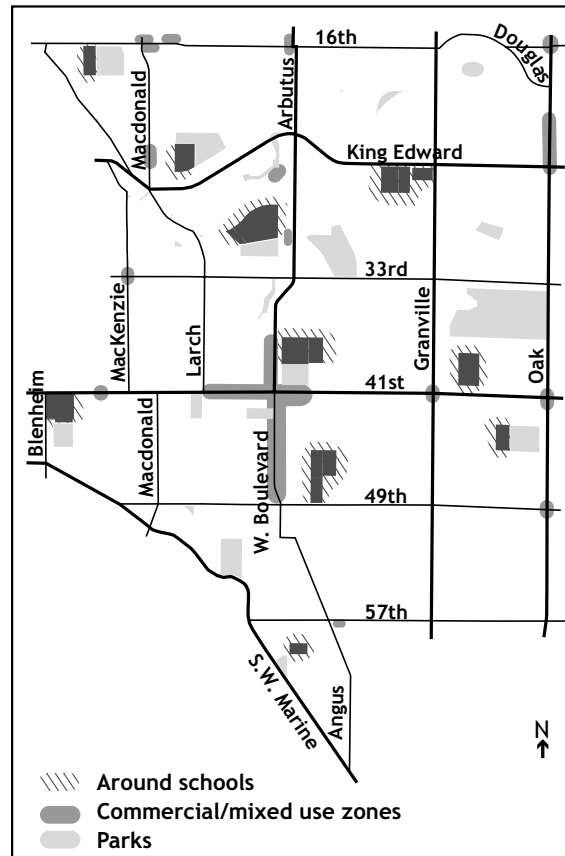 16th
Douglas
Macdonald
Arbutus
King Edward
33rd
MacKenzie
Larch
Granville
Oak
41st
Blenheim
Macdonald
W. Boulevard
49th
57th
S.W. Marine
Angus
N
Around schools
Commercial/mixed use zones
Parks